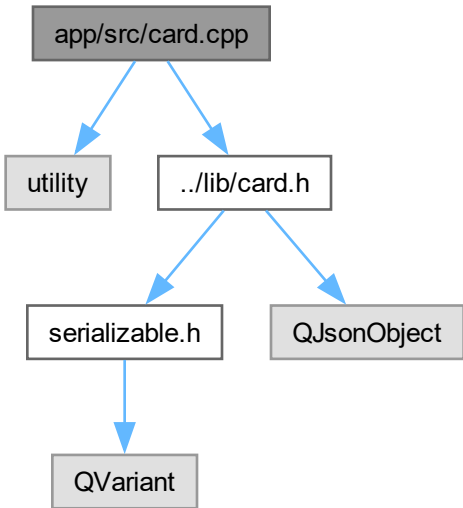 app/src/card.cpp
utility
../lib/card.h
serializable.h
QJsonObject
QVariant